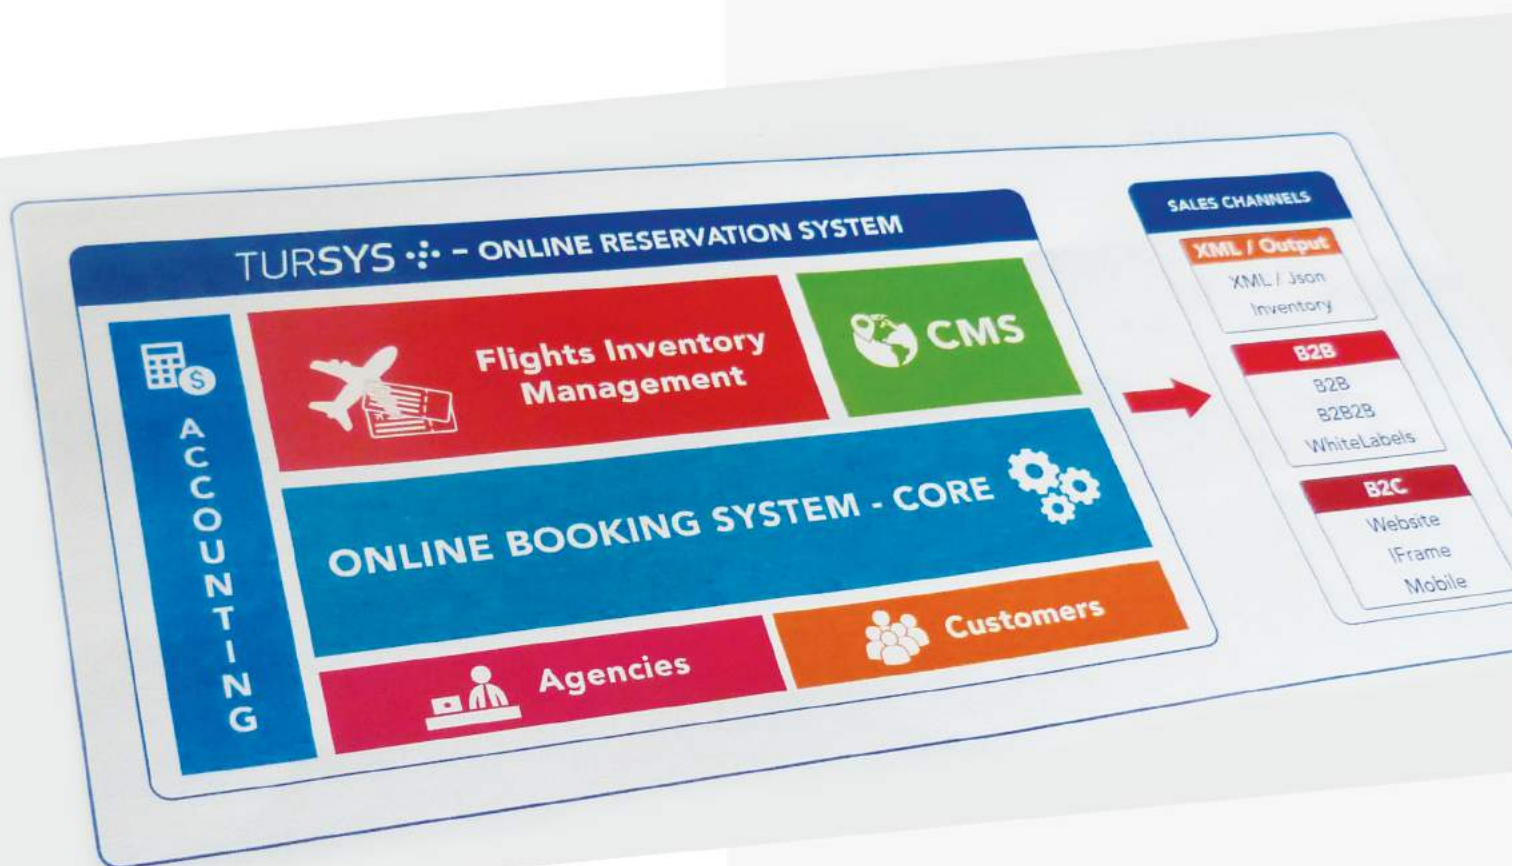 TURSYS - ONLINE RESERVATION SYSTEM
ACCOUNTING
$
Flights Inventory
Management
CMS
ONLINE BOOKING SYSTEM - CORE
Agencies
Customers
SALES CHANNELS
XML / Output
XML / Json
Inventory
B2B
B2B
B2B2B
WhiteLabels
B2C
Website
IFrame
Mobile